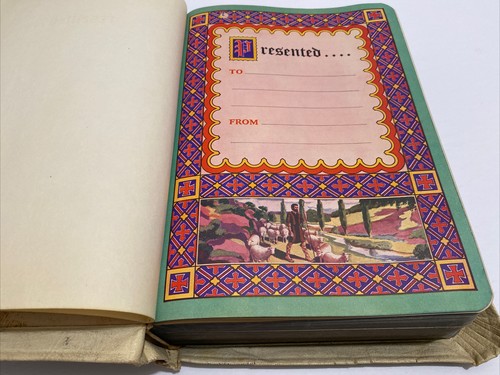 Presented....
TO
FROM